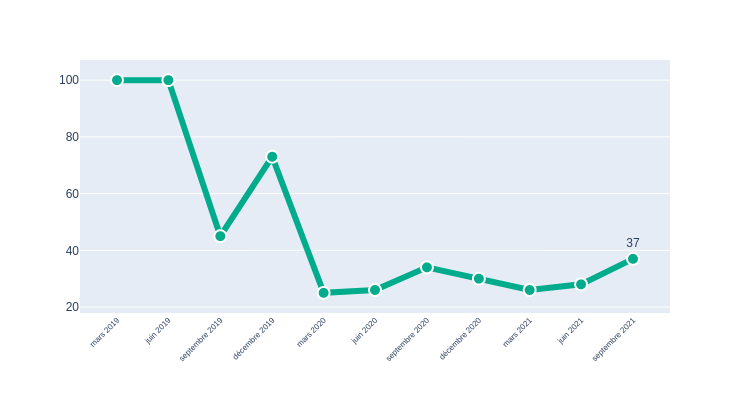 100
80
60
40
20
37
mars 2019
juin 2019
septembre 2019
décembre 2019
mars 2020
juin 2020
septembre 2020
décembre 2020
mars 2021
juin 2021
septembre 2021